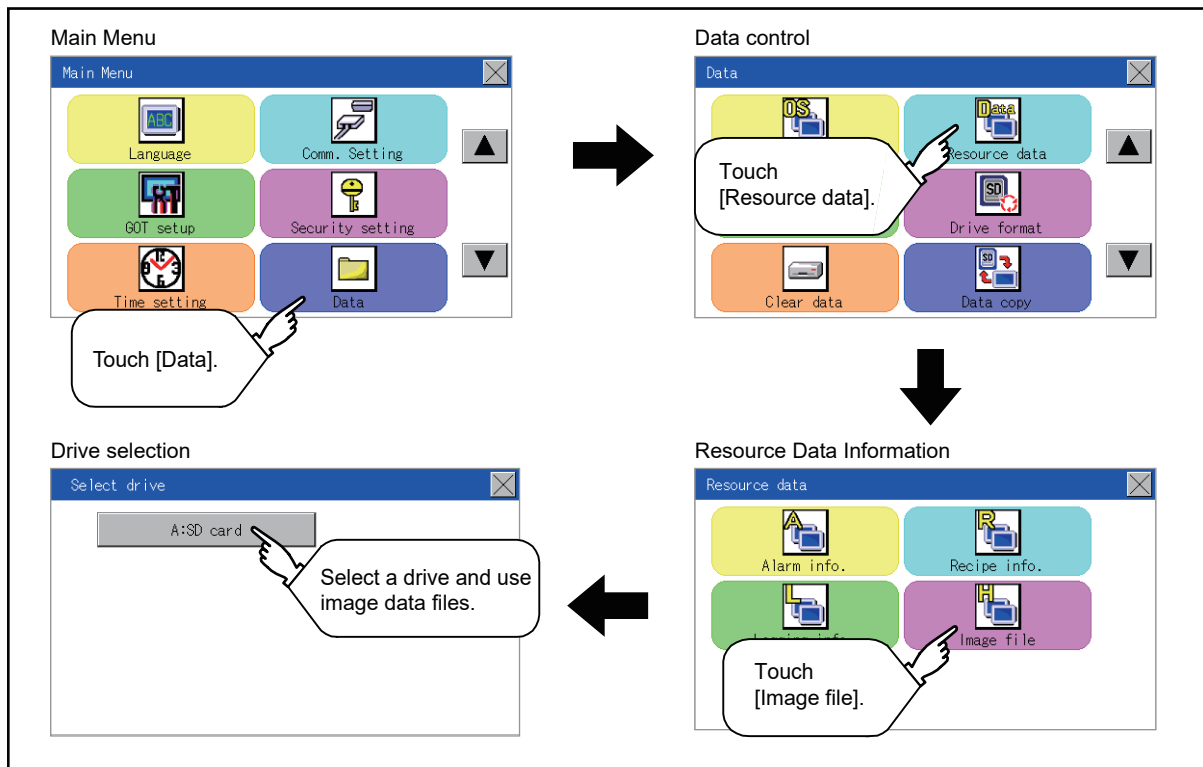 Main Menu
Main Menu
ABC
Language
Comm. Setting
GOT setup
Security setting
Time setting
Data
Touch [Data].
Data control
Data
OS
Data
Resource data
Touch
[Resource data].
SD
Drive format
Clear data
SD
Data copy
Resource Data Information
Resource data
A
Alarm info.
R
Recipe info.
L
H
Image file
Touch
[Image file].
Drive selection
Select drive
A:SD card
Select a drive and use
image data files.